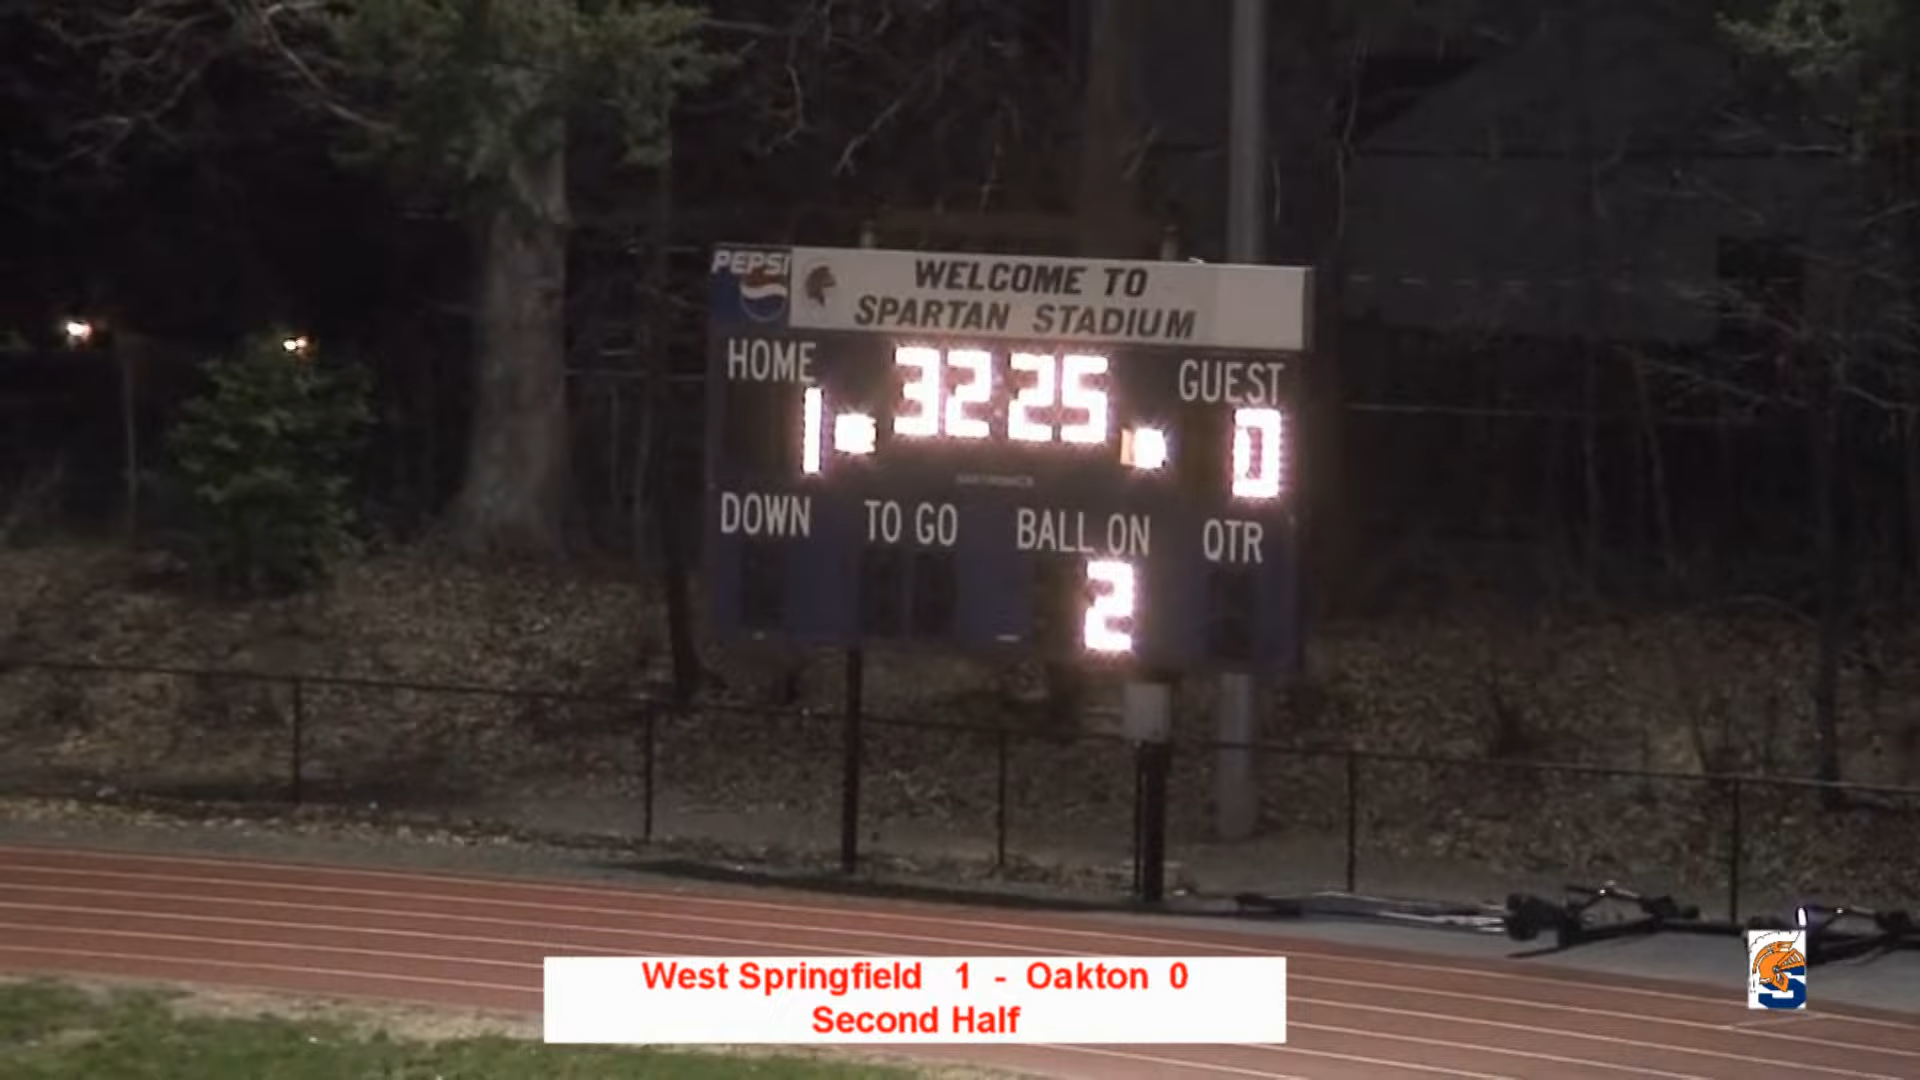 PEPSI
WELCOME TO
SPARTAN STADIUM
HOME 32 25 GUEST
1 0
DOWN TO GO BALL ON QTR
2
West Springfield 1 - Oakton 0
Second Half
S